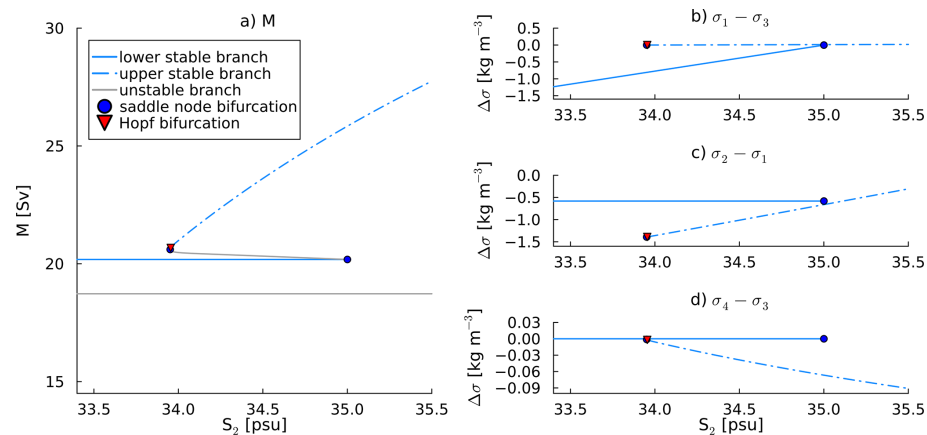 a) M
30
25
20
15
M [Sv]
lower stable branch
upper stable branch
unstable branch
saddle node bifurcation
Hopf bifurcation
33.5 34.0 34.5 35.0 35.5
S₂ [psu]
b) σ₁ − σ₃
0.5
0.0
−0.5
−1.0
−1.5
Δσ [kg m⁻³]
33.5 34.0 34.5 35.0 35.5
c) σ₂ − σ₁
0.0
−0.5
−1.0
−1.5
Δσ [kg m⁻³]
33.5 34.0 34.5 35.0 35.5
d) σ₄ − σ₃
0.03
0.00
−0.03
−0.06
−0.09
Δσ [kg m⁻³]
33.5 34.0 34.5 35.0 35.5
S₂ [psu]